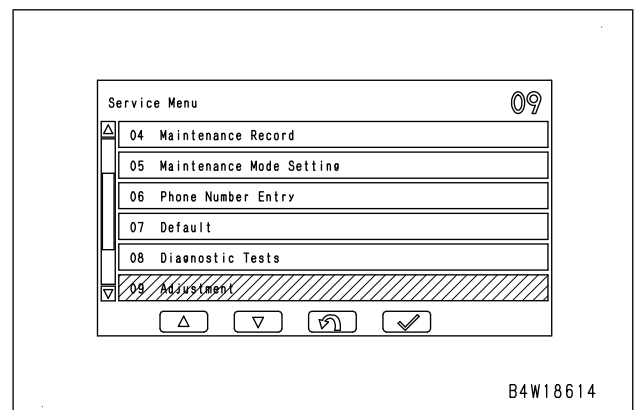 Service Menu 09
04 Maintenance Record
05 Maintenance Mode Setting
06 Phone Number Entry
07 Default
08 Diagnostic Tests
09 Adjustment
B4W18614